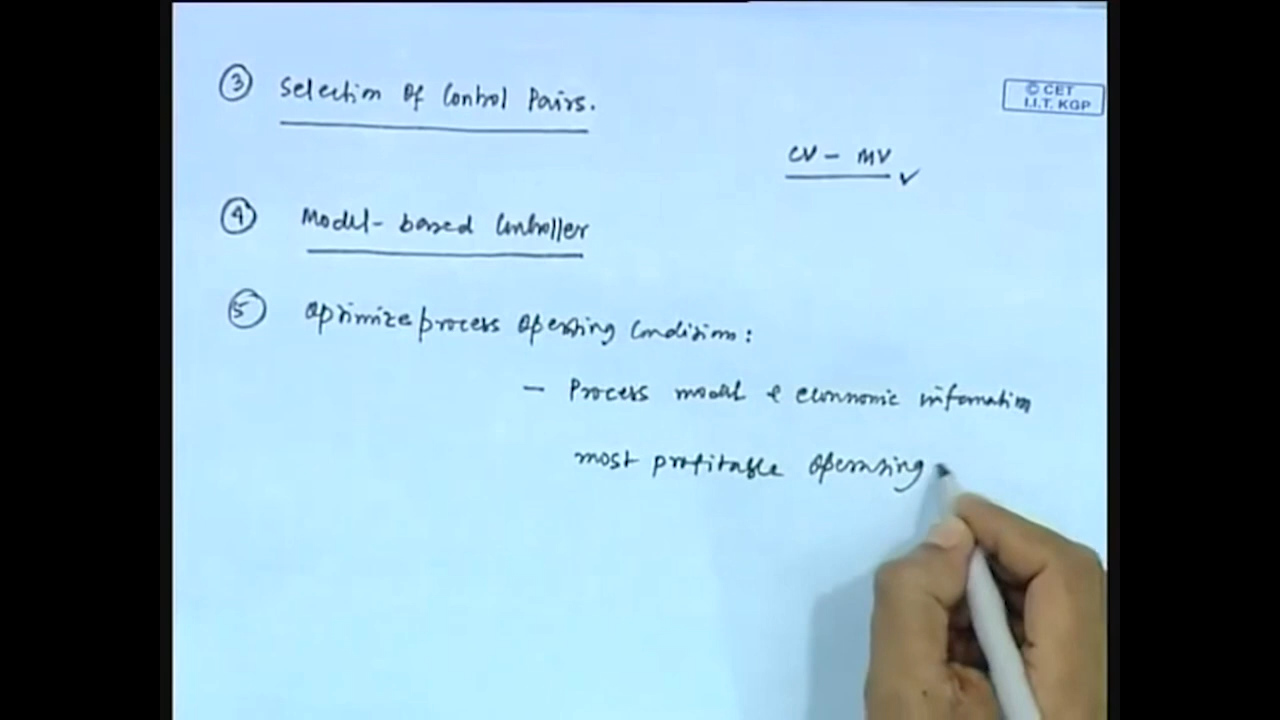 ③ Selection of Control Pairs.
© CET
I.I.T. KGP
CV - MV ✓
④ Model-based Controller
⑤ Optimize process operating conditions:
- Process model & economic information
most profitable operating